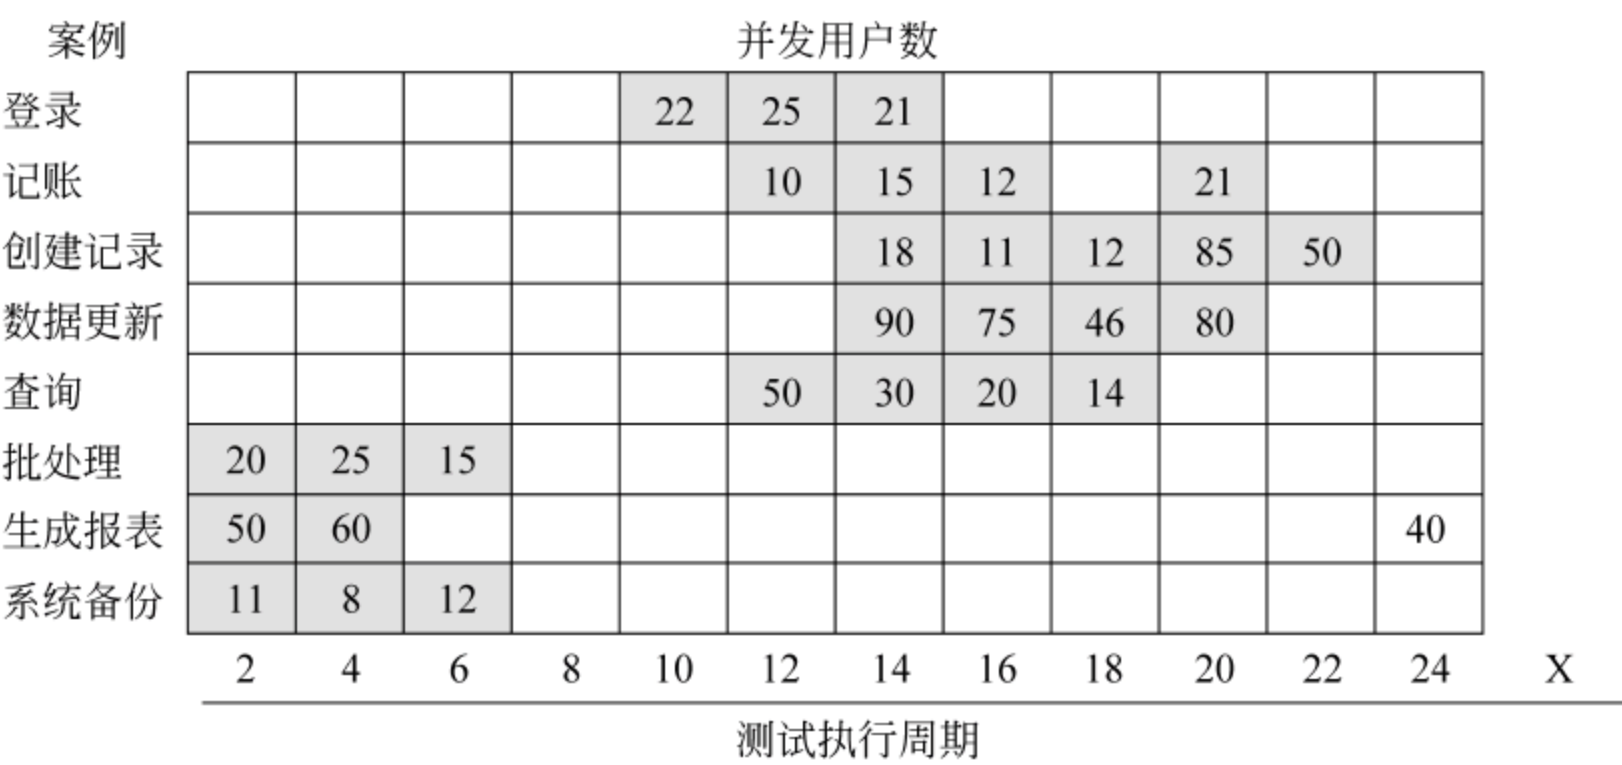 案例 并发用户数
登录 22 25 21
记账 10 15 12 21
创建记录 18 11 12 85 50
数据更新 90 75 46 80
查询 50 30 20 14
批处理 20 25 15
生成报表 50 60 40
系统备份 11 8 12
2 4 6 8 10 12 14 16 18 20 22 24 X
测试执行周期